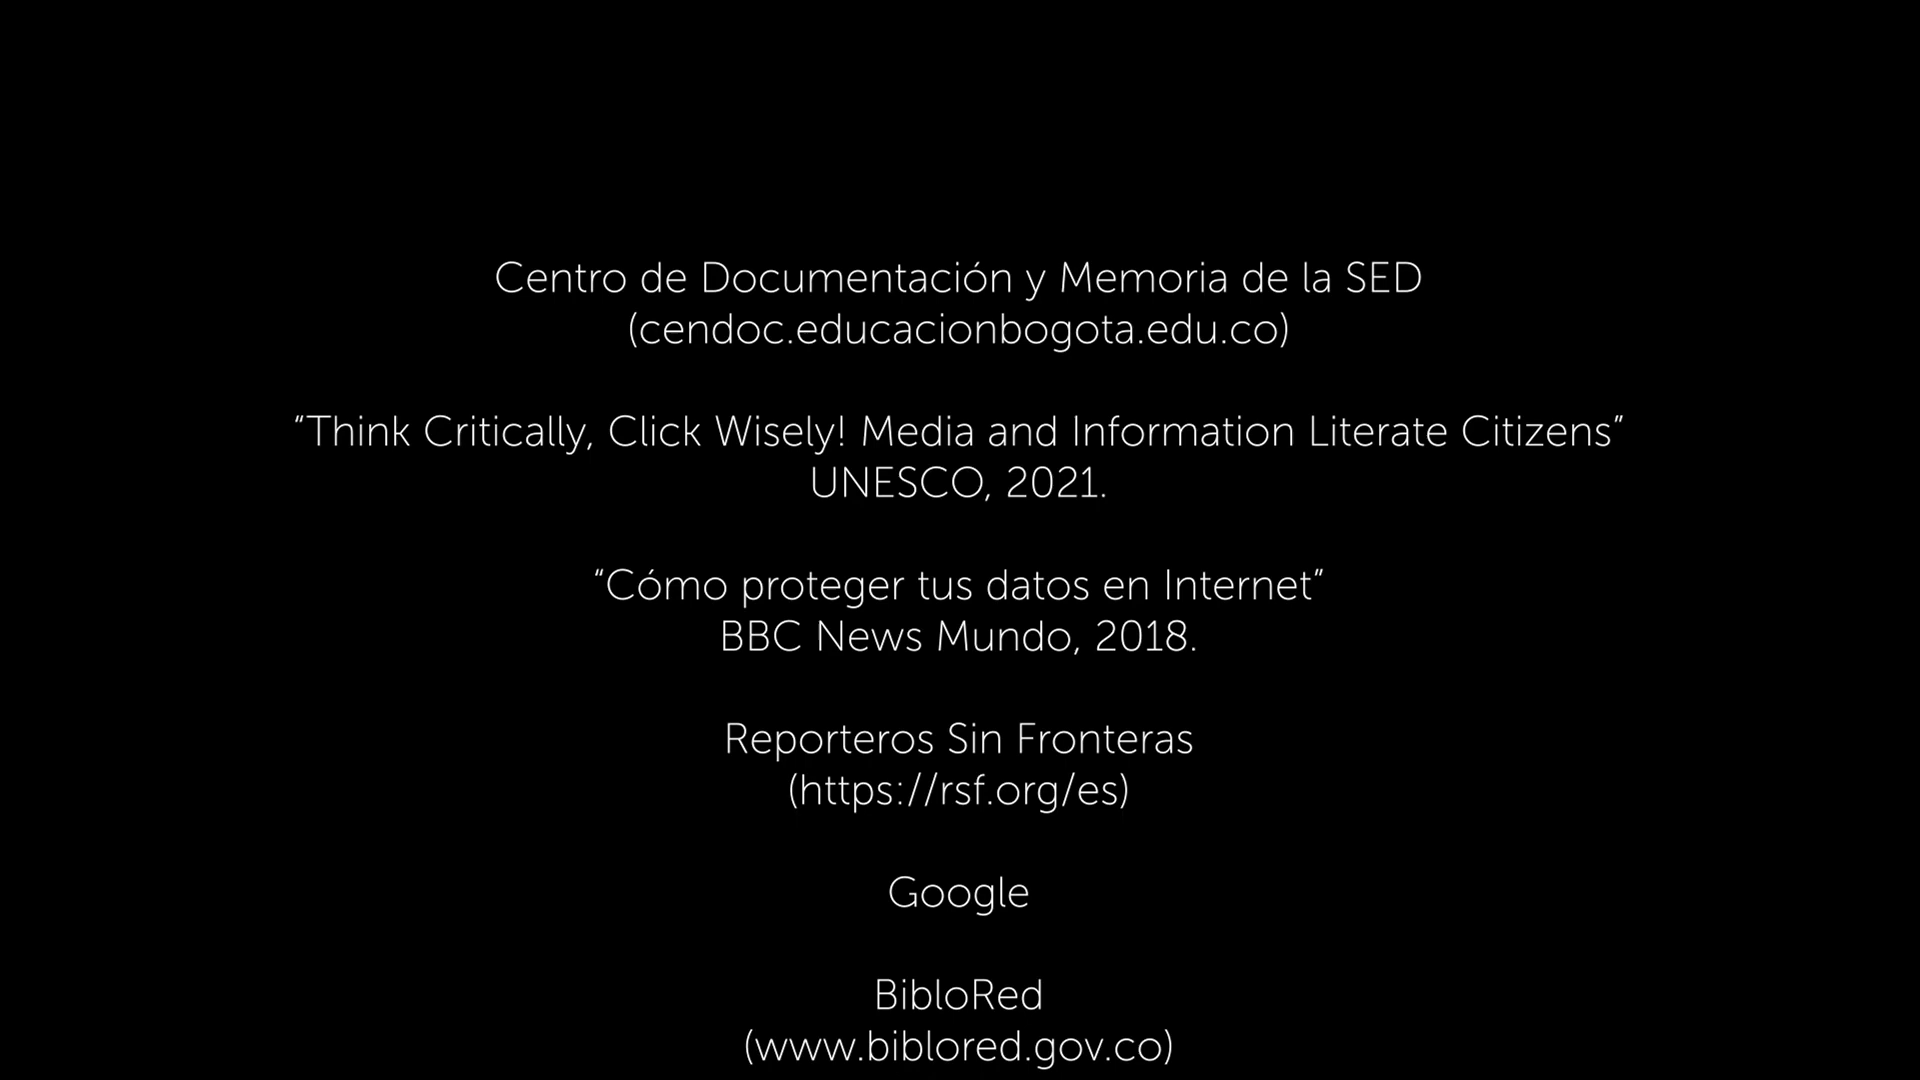 Centro de Documentación y Memoria de la SED
(cendoc.educacionbogota.edu.co)
“Think Critically, Click Wisely! Media and Information Literate Citizens”
UNESCO, 2021.
“Cómo proteger tus datos en Internet”
BBC News Mundo, 2018.
Reporteros Sin Fronteras
(https://rsf.org/es)
Google
BibloRed
(www.biblored.gov.co)